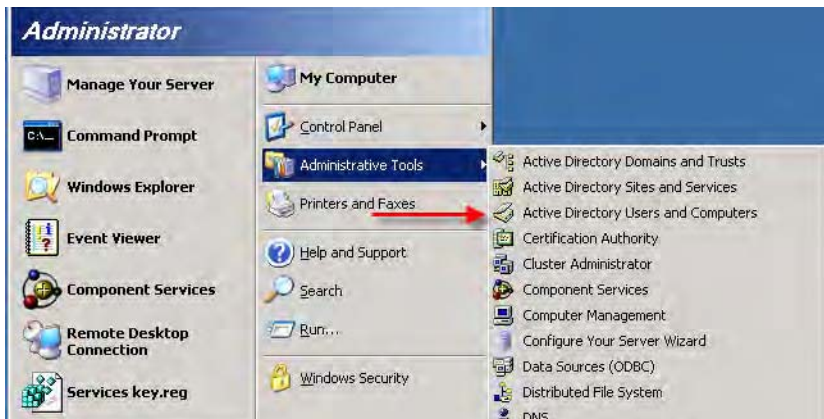 Administrator
Manage Your Server
Command Prompt
Windows Explorer
Event Viewer
Component Services
Remote Desktop
Connection
Services key.reg
My Computer
Control Panel
Administrative Tools
Printers and Faxes
Help and Support
Search
Run...
Windows Security
Active Directory Domains and Trusts
Active Directory Sites and Services
Active Directory Users and Computers
Certification Authority
Cluster Administrator
Component Services
Computer Management
Configure Your Server Wizard
Data Sources (ODBC)
Distributed File System
DNS